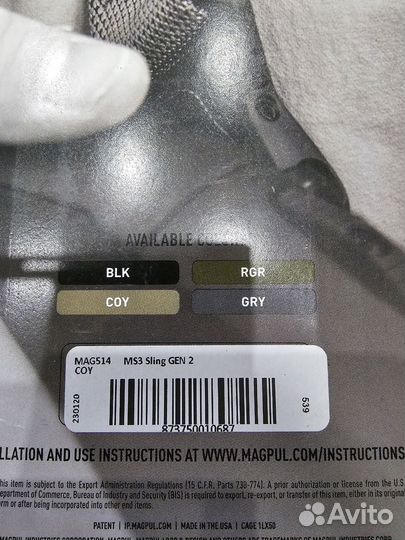 AVAILABLE
BLK
RGR
COY
GRY
MAG514 MS3 Sling GEN 2
COY
230120
539
873750010687
LLATION AND USE INSTRUCTIONS AT WWW.MAGPUL.COM/INSTRUCTIONS
This item is subject to the Export Administration Regulations (15 C.F.R. Parts 730-774). A prior authorization or license from the U.S.
Department of Commerce, Bureau of Industry and Security (BIS) is required to export, re-export, or transfer of this item, either in its original
form or after being incorporated into other end items.
PATENT | IP.MAGPUL.COM | MADE IN THE USA | CAGE 1LX50
Avito